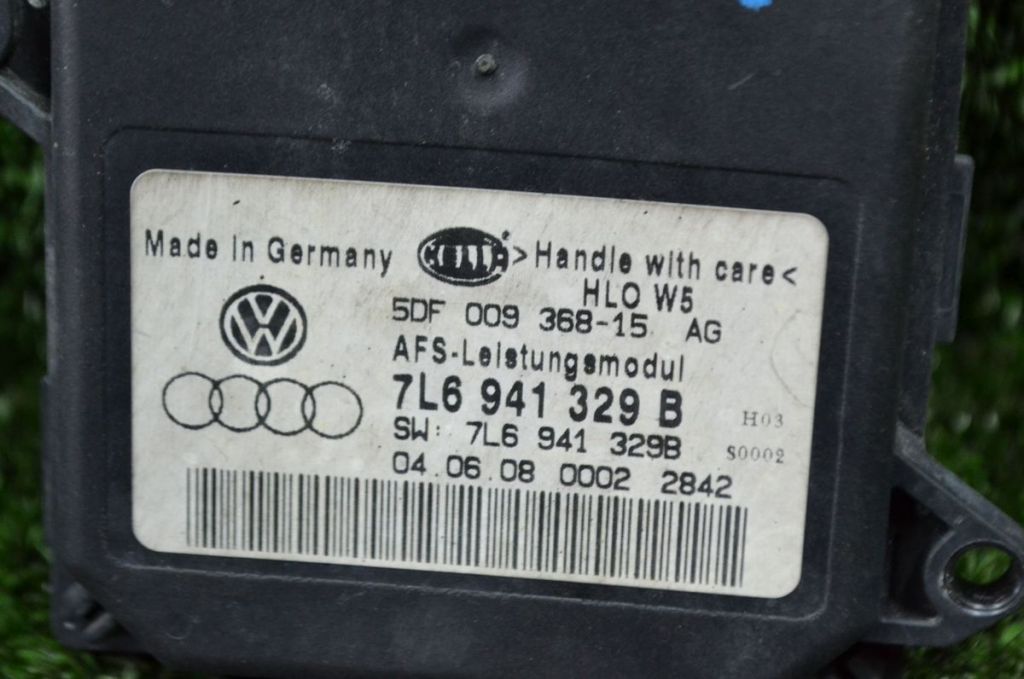 Made in Germany HELLA >Handle with care<
HLO W5
5DF 009 368-15 AG
AFS-Leistungsmodul
7L6 941 329 B H03
SW: 7L6 941 329B S0002
04.06.08 0002 2842